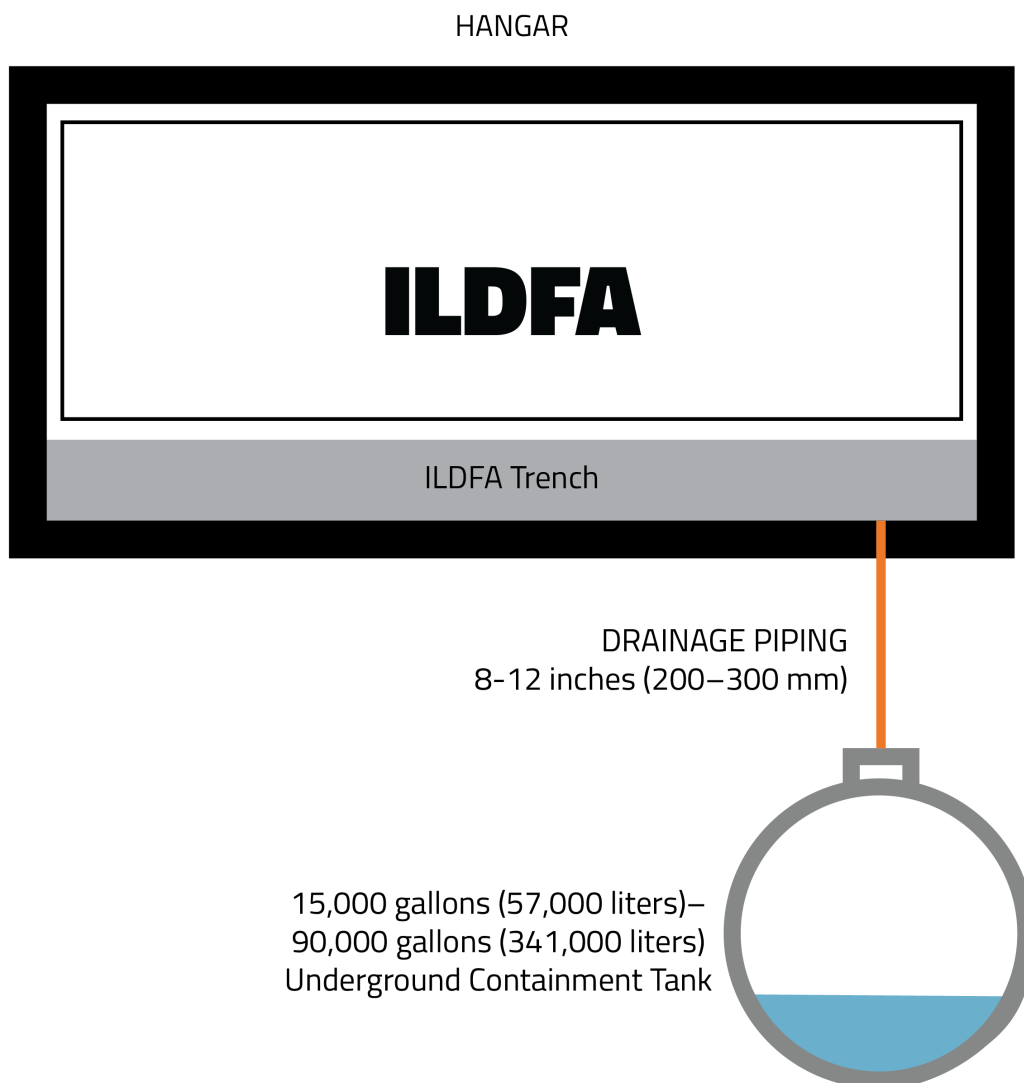 HANGAR
ILDFA
ILDFA Trench
DRAINAGE PIPING
8-12 inches (200–300 mm)
15,000 gallons (57,000 liters)–
90,000 gallons (341,000 liters)
Underground Containment Tank